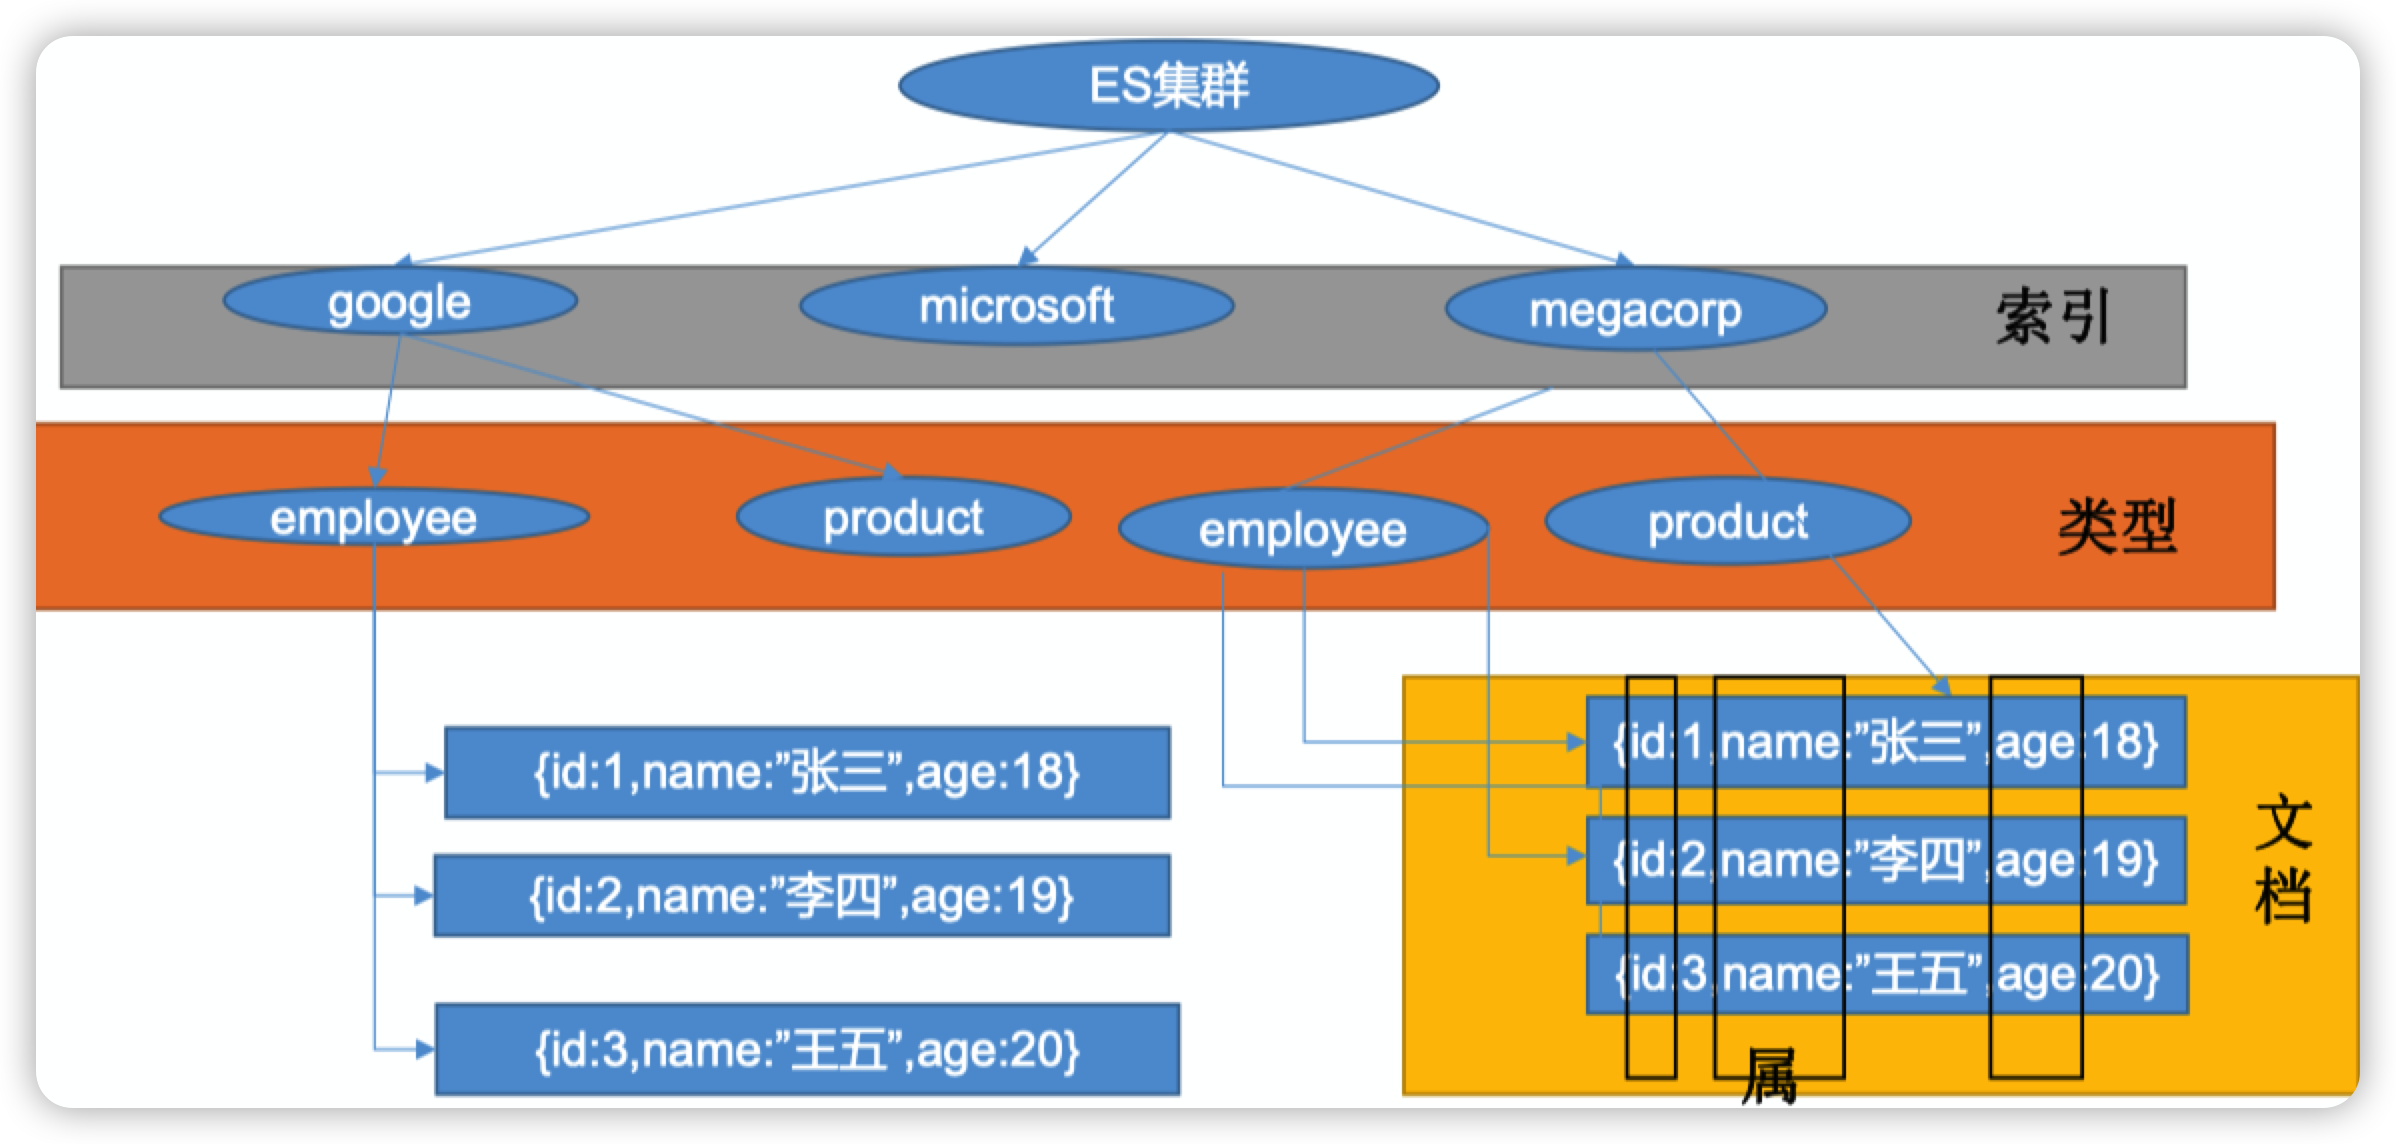 ES集群
google
microsoft
megacorp
索引
employee
product
employee
product
类型
{id:1,name:”张三”,age:18}
{id:2,name:”李四”,age:19}
{id:3,name:”王五”,age:20}
{id:1,name:”张三”,age:18}
{id:2,name:”李四”,age:19}
{id:3,name:”王五”,age:20}
文档
属